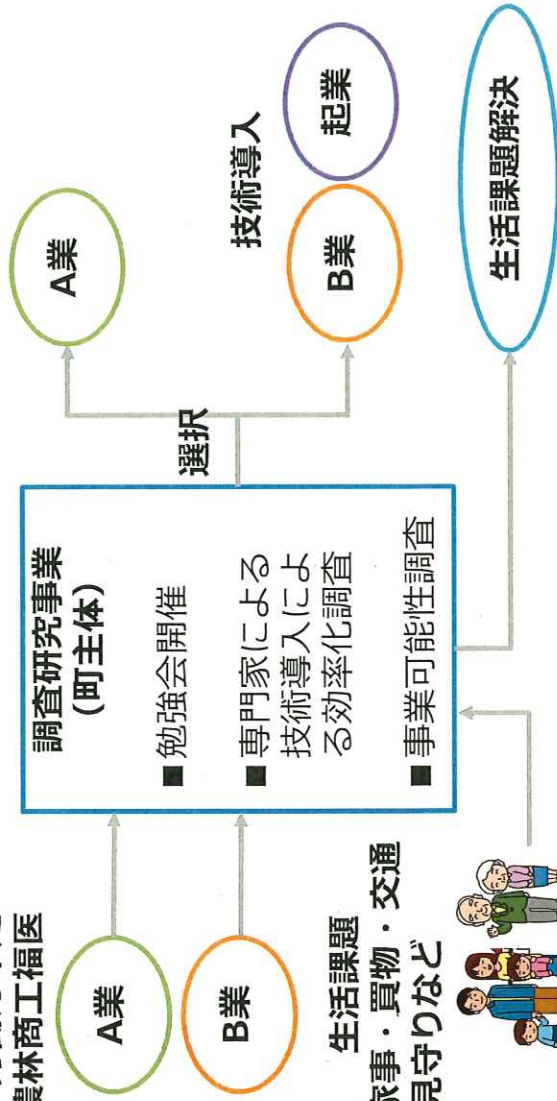 農林商工福医
A業
B業
生活課題
家事・買物・交通
見守りなど
調査研究事業
(町主体)
■ 勉強会開催
■ 専門家による
技術導入によ
る効率化調査
■ 事業可能性調査
選択
A業
技術導入
B業
起業
生活課題解決